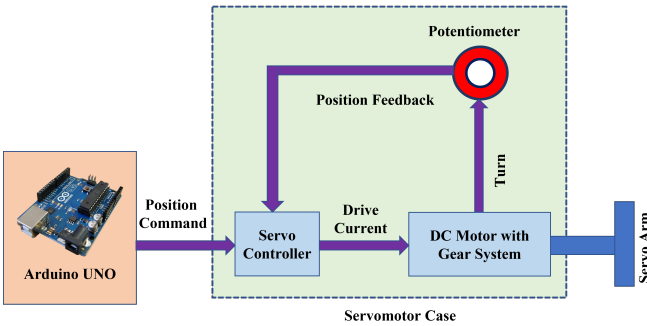 Potentiometer
Position Feedback
Turn
Position
Command
Drive
Current
Servo
Controller
DC Motor with
Gear System
Servo Arm
Arduino UNO
Servomotor Case